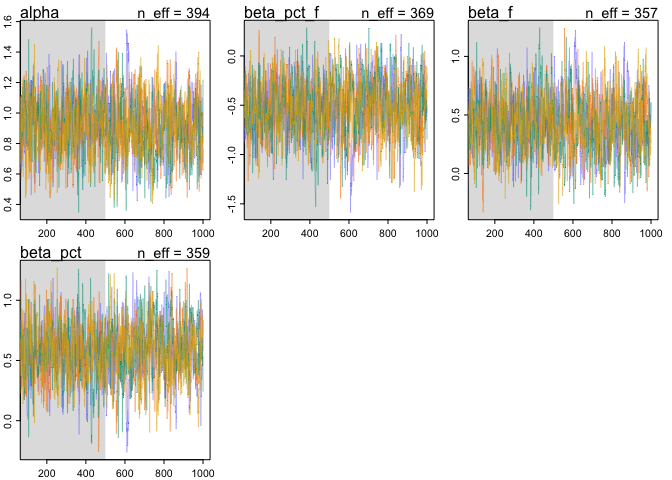 alpha n_eff = 394
beta_pct_f n_eff = 369
beta_f n_eff = 357
0.4 0.6 0.8 1.0 1.2 1.4 1.6
-1.5 -1.0 -0.5 0.0
0.0 0.5 1.0
200 400 600 800 1000
200 400 600 800 1000
200 400 600 800 1000
beta_pct n_eff = 359
0.0 0.5 1.0
200 400 600 800 1000